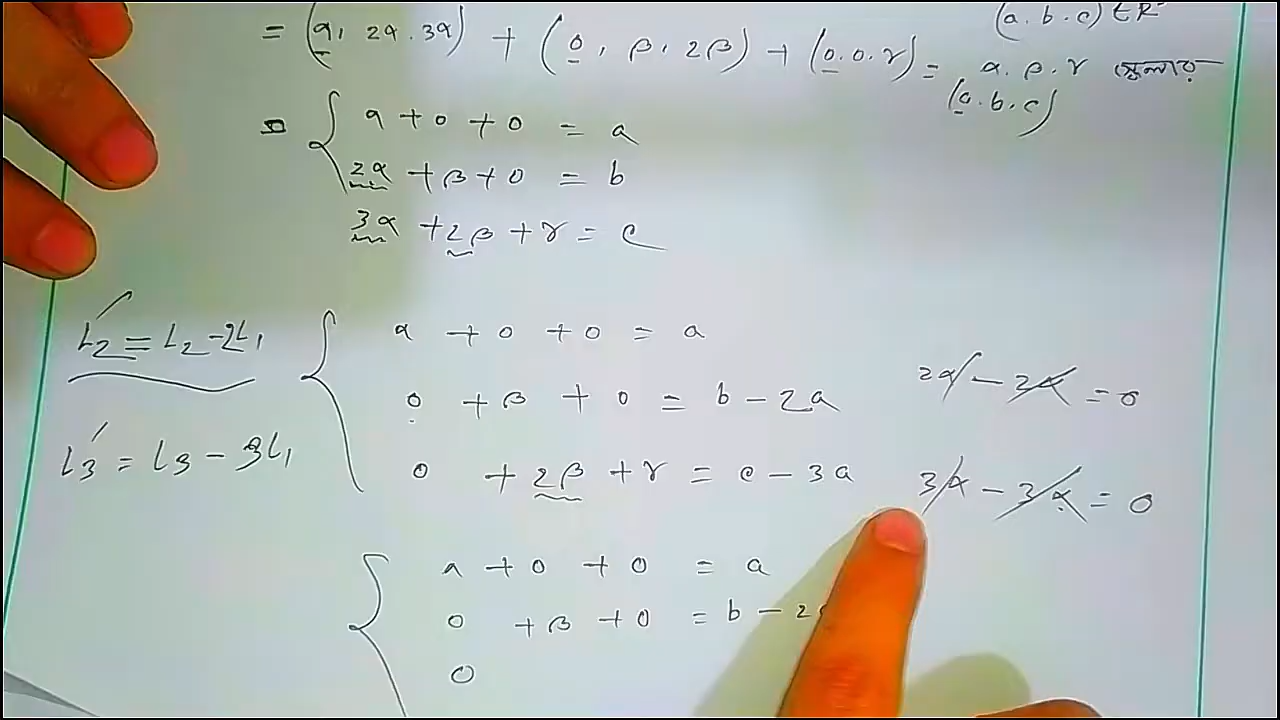 (a.b.c) ∈ R
= (α, 2α.3α) + (0, β, 2β) + (0.0.γ) = α.β.γ স্কেলার
(a.b.c)
= { α + 0 + 0 = a
2α + β + 0 = b
3α + 2β + γ = c
L₂′ = L₂ - 2L₁ { α + 0 + 0 = a
0 + β + 0 = b - 2a
2α - 2α = 0
L₃′ = L₃ - 3L₁
0 + 2β + γ = c - 3a
3α - 3α = 0
{ α + 0 + 0 = a
0 + β + 0 = b - 2
0